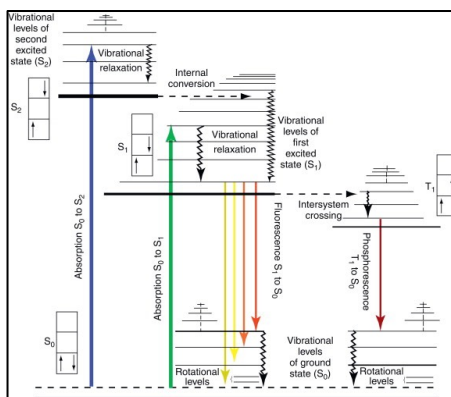 Vibrational
levels of
second
excited
state (S2)
Vibrational
relaxation
Internal
conversion
S2
S1
Vibrational
relaxation
Vibrational
levels of
first
excited
state (S1)
T1
Intersystem
crossing
Absorption S0 to S2
Absorption S0 to S1
Fluorescence S1 to
S0
Phosphorescence
T1 to S0
S0
Vibrational
levels
of ground
state (S0)
Rotational
levels
Rotational
levels